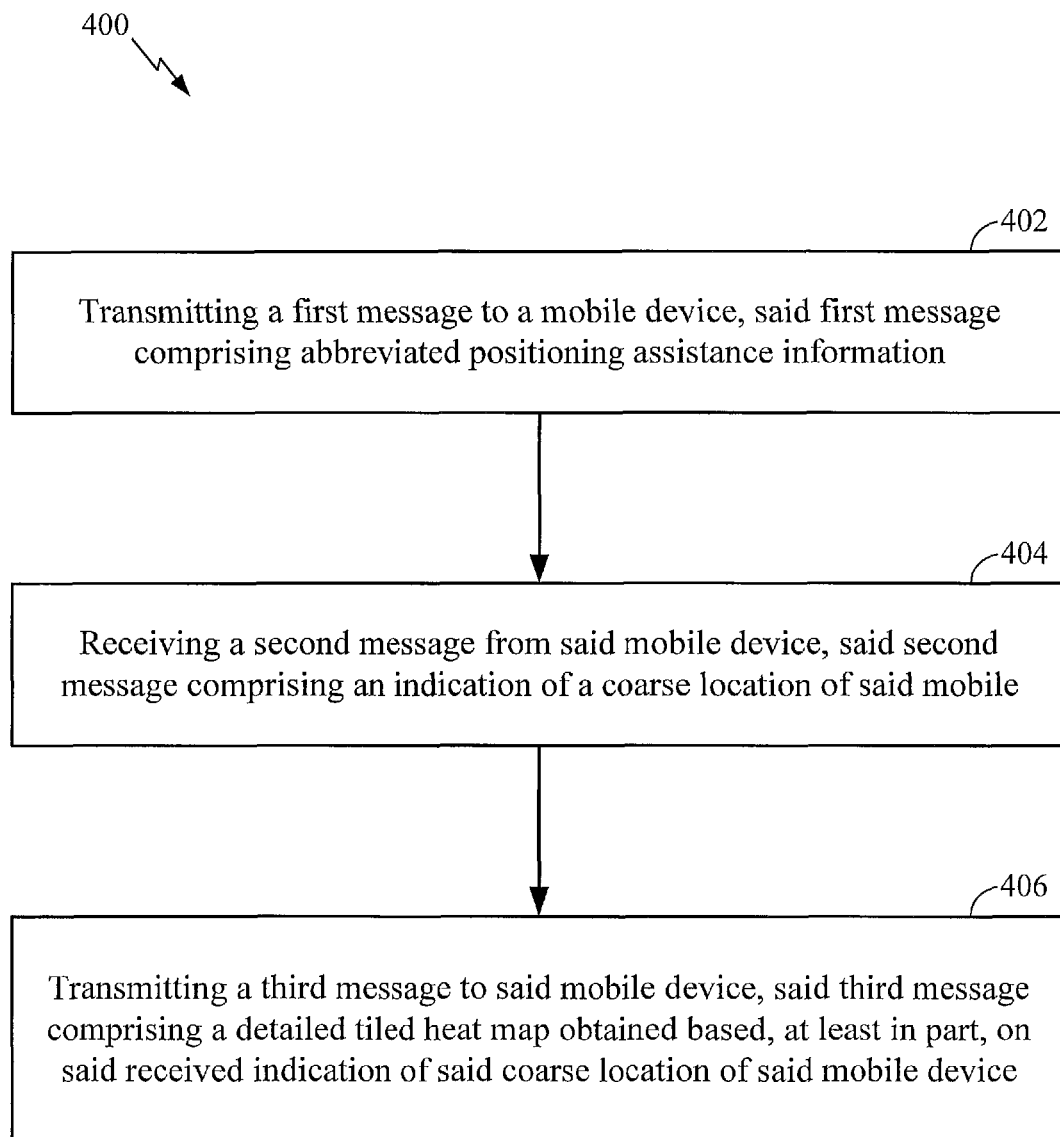 400
402
Transmitting a first message to a mobile device, said first message
comprising abbreviated positioning assistance information
404
Receiving a second message from said mobile device, said second
message comprising an indication of a coarse location of said mobile
406
Transmitting a third message to said mobile device, said third message
comprising a detailed tiled heat map obtained based, at least in part, on
said received indication of said coarse location of said mobile device